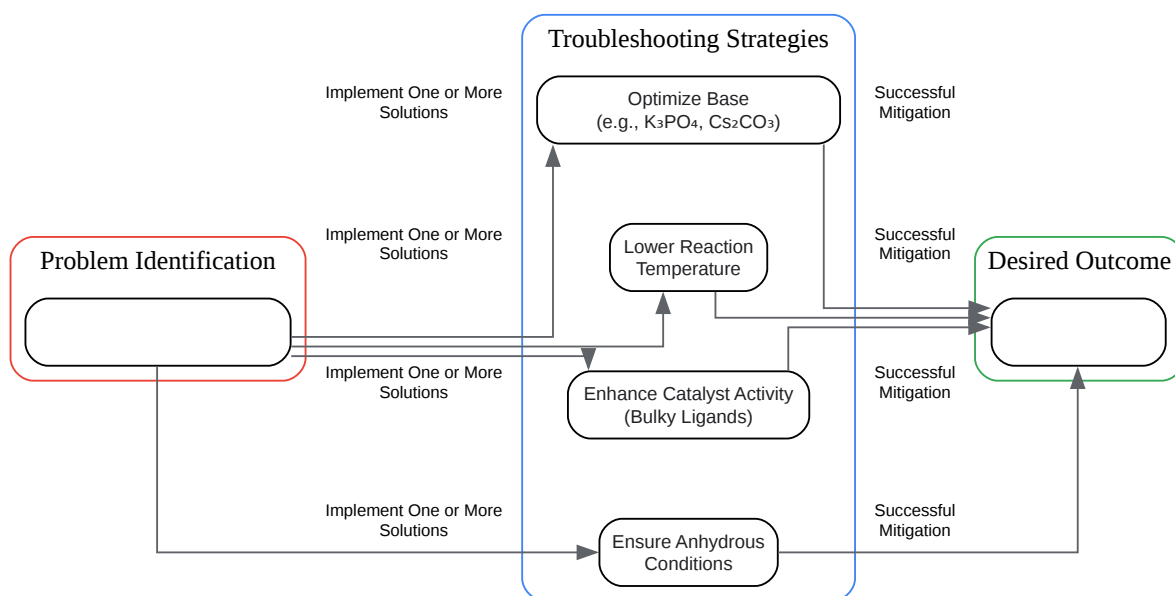 Troubleshooting Strategies
Implement One or More
Solutions
Optimize Base
(e.g., K₃PO₄, Cs₂CO₃)
Successful
Mitigation
Implement One or More
Solutions
Lower Reaction
Temperature
Successful
Mitigation
Problem Identification
Desired Outcome
Implement One or More
Solutions
Enhance Catalyst Activity
(Bulky Ligands)
Successful
Mitigation
Implement One or More
Solutions
Ensure Anhydrous
Conditions
Successful
Mitigation